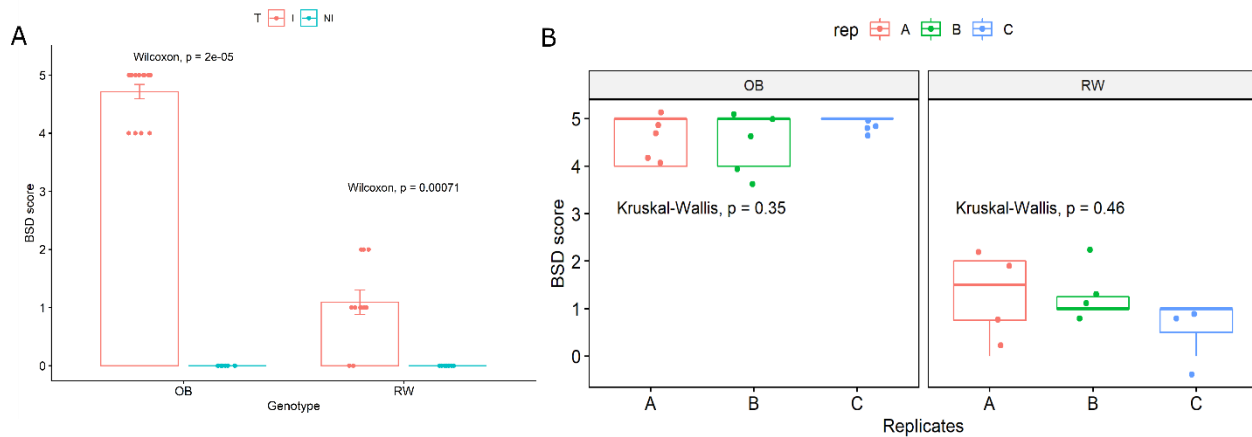 A
T I NI
Wilcoxon, p = 2e-05
Wilcoxon, p = 0.00071
BSD score
5
4
3
2
1
0
OB RW
Genotype
B
rep A B C
OB RW
Kruskal-Wallis, p = 0.35
Kruskal-Wallis, p = 0.46
BSD score
5
4
3
2
1
0
A B C A B C
Replicates